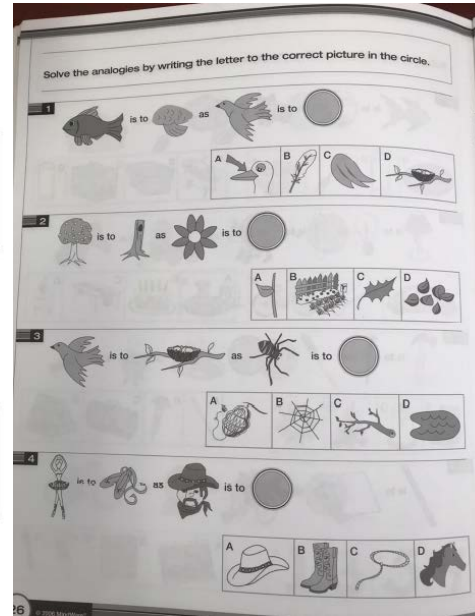 Solve the analogies by writing the letter to the correct picture in the circle.
1
is to as is to
A B C D
2
is to as is to
A B C D
3
is to as is to
A B C D
4
is to as is to
A B C D
26 © 2006